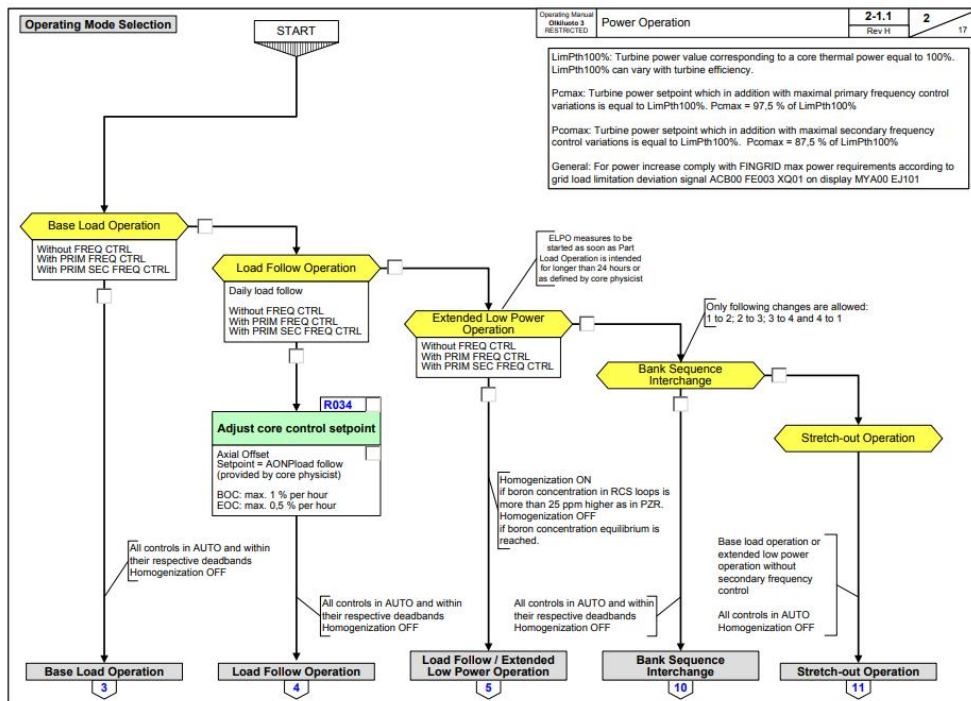 Operating Mode Selection
START
Operating Manual
Olkiluoto 3
RESTRICTED
Power Operation
2-1.1
Rev H
2
17
LimPth100%: Turbine power value corresponding to a core thermal power equal to 100%.
LimPth100% can vary with turbine efficiency.
Pcmax: Turbine power setpoint which in addition with maximal primary frequency control
variations is equal to LimPth100%. Pcmax = 97,5 % of LimPth100%
Pcomax: Turbine power setpoint which in addition with maximal secondary frequency
control variations is equal to LimPth100%. Pcomax = 87,5 % of LimPth100%
General: For power increase comply with FINGRID max power requirements according to
grid load limitation deviation signal ACB00 FE003 XQ01 on display MYA00 EJ101
Base Load Operation
Without FREQ CTRL
With PRIM FREQ CTRL
With PRIM SEC FREQ CTRL
Load Follow Operation
Daily load follow
Without FREQ CTRL
With PRIM FREQ CTRL
With PRIM SEC FREQ CTRL
ELPO measures to be
started as soon as Part
Load Operation is intended
for longer than 24 hours or
as defined by core physicist
Extended Low Power
Operation
Without FREQ CTRL
With PRIM FREQ CTRL
With PRIM SEC FREQ CTRL
Only following changes are allowed:
1 to 2; 2 to 3; 3 to 4 and 4 to 1
Bank Sequence
Interchange
Stretch-out Operation
R034
Adjust core control setpoint
Axial Offset
Setpoint = AONPload follow
(provided by core physicist)
BOC: max. 1 % per hour
EOC: max. 0,5 % per hour
Homogenization ON
if boron concentration in RCS loops is
more than 25 ppm higher as in PZR.
Homogenization OFF
if boron concentration equilibrium is
reached.
All controls in AUTO and within
their respective deadbands
Homogenization OFF
All controls in AUTO and within
their respective deadbands
Homogenization OFF
All controls in AUTO and within
their respective deadbands
Homogenization OFF
Base load operation or
extended low power
operation without
secondary frequency
control
All controls in AUTO
Homogenization OFF
Base Load Operation
3
Load Follow Operation
4
Load Follow / Extended
Low Power Operation
5
Bank Sequence
Interchange
10
Stretch-out Operation
11